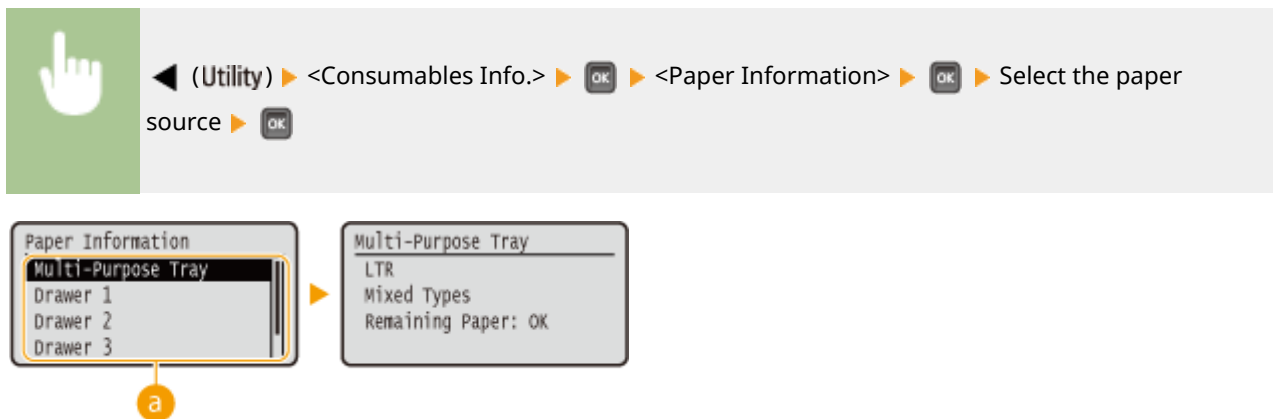 ◀ (Utility) ▶ <Consumables Info.> ▶ OK ▶ <Paper Information> ▶ OK ▶ Select the paper
source ▶ OK
Paper Information
Multi-Purpose Tray
Drawer 1
Drawer 2
Drawer 3
a
Multi-Purpose Tray
LTR
Mixed Types
Remaining Paper: OK